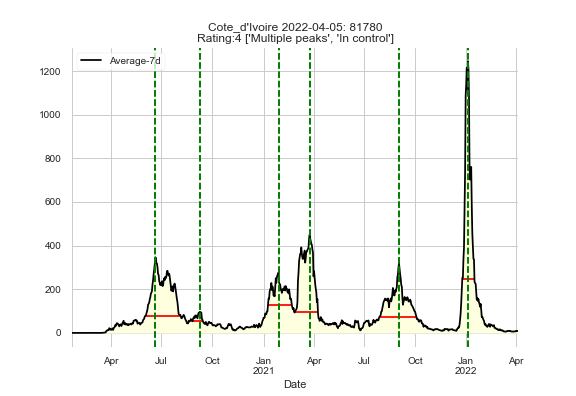 Cote_d'Ivoire 2022-04-05: 81780
Rating:4 ['Multiple peaks', 'In control']
Average-7d
1200
1000
800
600
400
200
0
Apr Jul Oct Jan Apr Jul Oct Jan Apr
2021 2022
Date